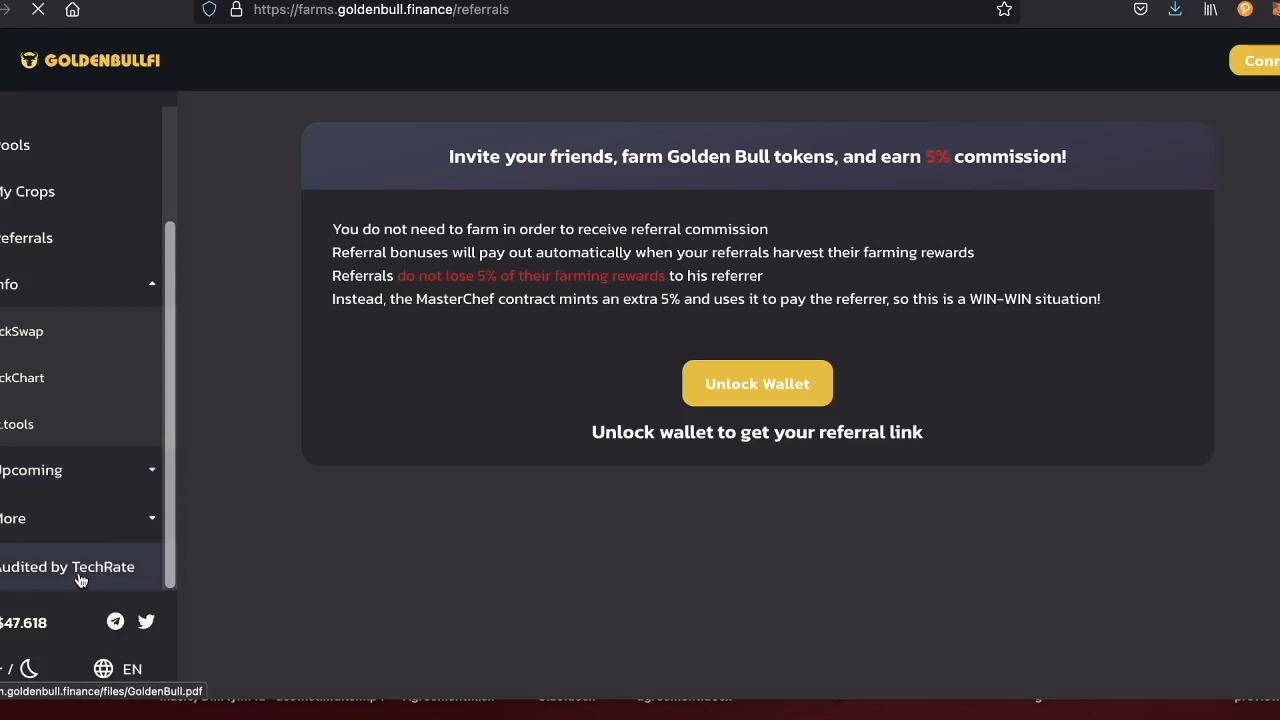 https://farms.goldenbull.finance/referrals
GOLDENBULLFI
Conn
ools
My Crops
Referrals
nfo
ckSwap
ckChart
.tools
Upcoming
More
Audited by TechRate
$47.618
/
EN
n.goldenbull.finance/files/GoldenBull.pdf
Invite your friends, farm Golden Bull tokens, and earn 5% commission!
You do not need to farm in order to receive referral commission
Referral bonuses will pay out automatically when your referrals harvest their farming rewards
Referrals do not lose 5% of their farming rewards to his referrer
Instead, the MasterChef contract mints an extra 5% and uses it to pay the referrer, so this is a WIN-WIN situation!
Unlock Wallet
Unlock wallet to get your referral link